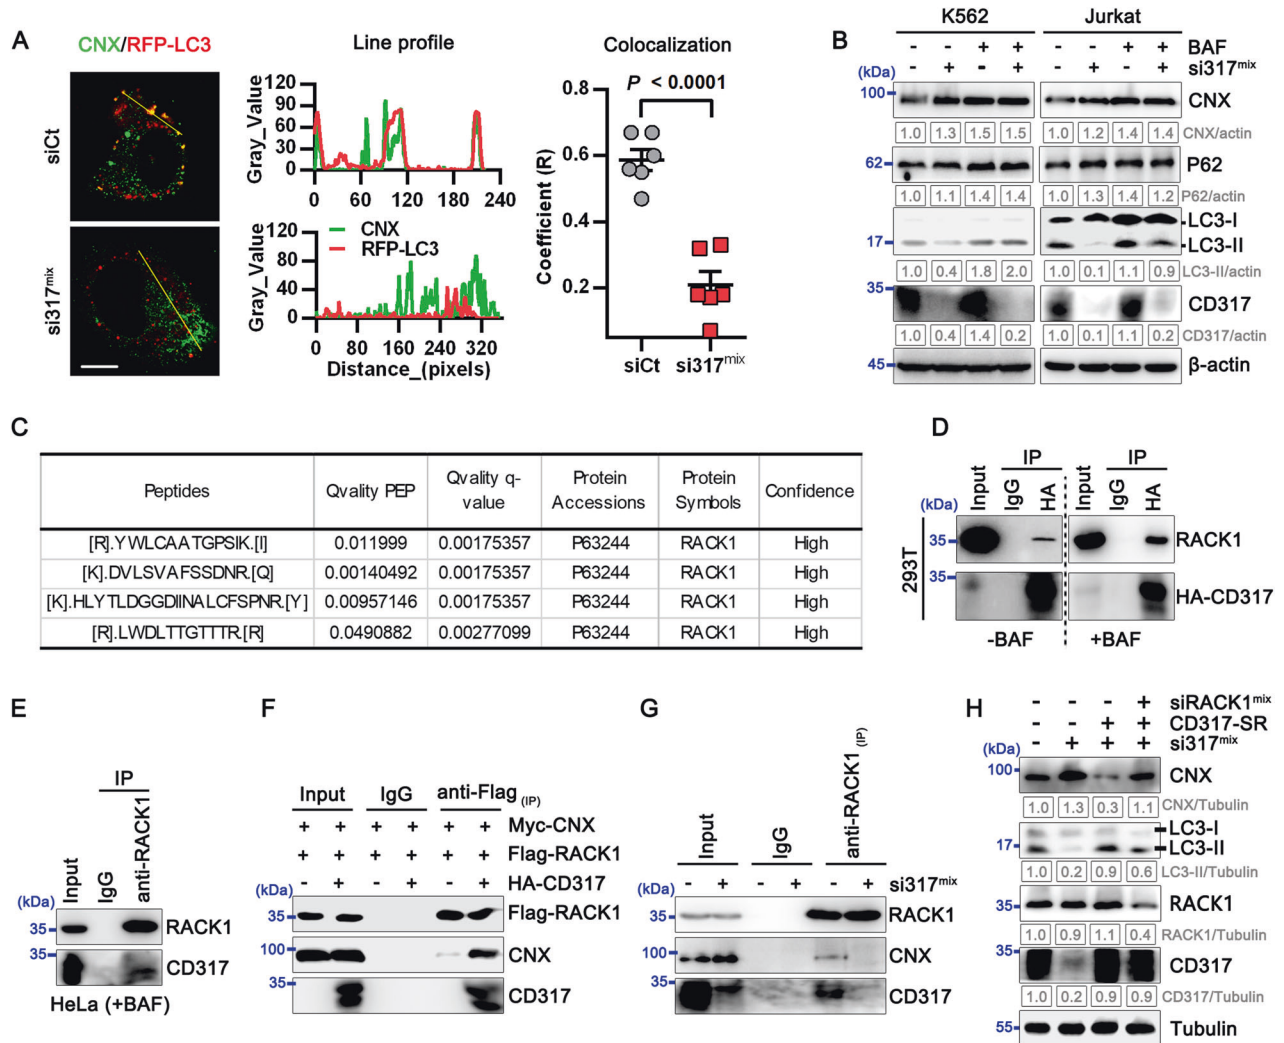 A
CNX/RFP-LC3
siCt
si317mix
Line profile
Gray_Value
120
90
60
30
0
0 60 120 180 240
CNX
RFP-LC3
Gray_Value
120
80
40
0
0 80 160 240 320
Distance_(pixels)
Colocalization
P < 0.0001
Coefficient (R)
0.8
0.6
0.4
0.2
siCt si317mix
B
K562 Jurkat
- - + + - - + + BAF
- + - + - + - + si317mix
(kDa)
100 CNX
1.0 1.3 1.5 1.5 1.0 1.2 1.4 1.4 CNX/actin
62 P62
1.0 1.1 1.4 1.4 1.0 1.3 1.4 1.2 P62/actin
LC3-I
17 LC3-II
1.0 0.4 1.8 2.0 1.0 0.1 1.1 0.9 LC3-II/actin
35 CD317
1.0 0.4 1.4 0.2 1.0 0.1 1.1 0.2 CD317/actin
45 β-actin
C
Peptides Qvality PEP Qvality q-value Protein Accessions Protein Symbols Confidence
[R].YWLCAATGPSIK.[I] 0.011999 0.00175357 P63244 RACK1 High
[K].DVLSVAFSSDNR.[Q] 0.00140492 0.00175357 P63244 RACK1 High
[K].HLYTLDGGDIINALCFSPNR.[Y] 0.00957146 0.00175357 P63244 RACK1 High
[R].LWDLTTGTTTR.[R] 0.0490882 0.00277099 P63244 RACK1 High
D
IP IP
Input IgG HA Input IgG HA
(kDa)
293T
35 RACK1
35 HA-CD317
-BAF +BAF
E
IP
Input IgG anti-RACK1
(kDa)
35 RACK1
35 CD317
HeLa (+BAF)
F
Input IgG anti-Flag (IP)
+ + + + + + Myc-CNX
+ + + + + + Flag-RACK1
- + - + - + HA-CD317
(kDa)
35 Flag-RACK1
100 CNX
35 CD317
G
Input IgG anti-RACK1 (IP)
- + - + - + si317mix
(kDa)
35 RACK1
100 CNX
35 CD317
H
- - - + siRACK1mix
- - + + CD317-SR
- + + + si317mix
(kDa)
100 CNX
1.0 1.3 0.3 1.1 CNX/Tubulin
LC3-I
17 LC3-II
1.0 0.2 0.9 0.6 LC3-II/Tubulin
35 RACK1
1.0 0.9 1.1 0.4 RACK1/Tubulin
35 CD317
1.0 0.2 0.9 0.9 CD317/Tubulin
55 Tubulin